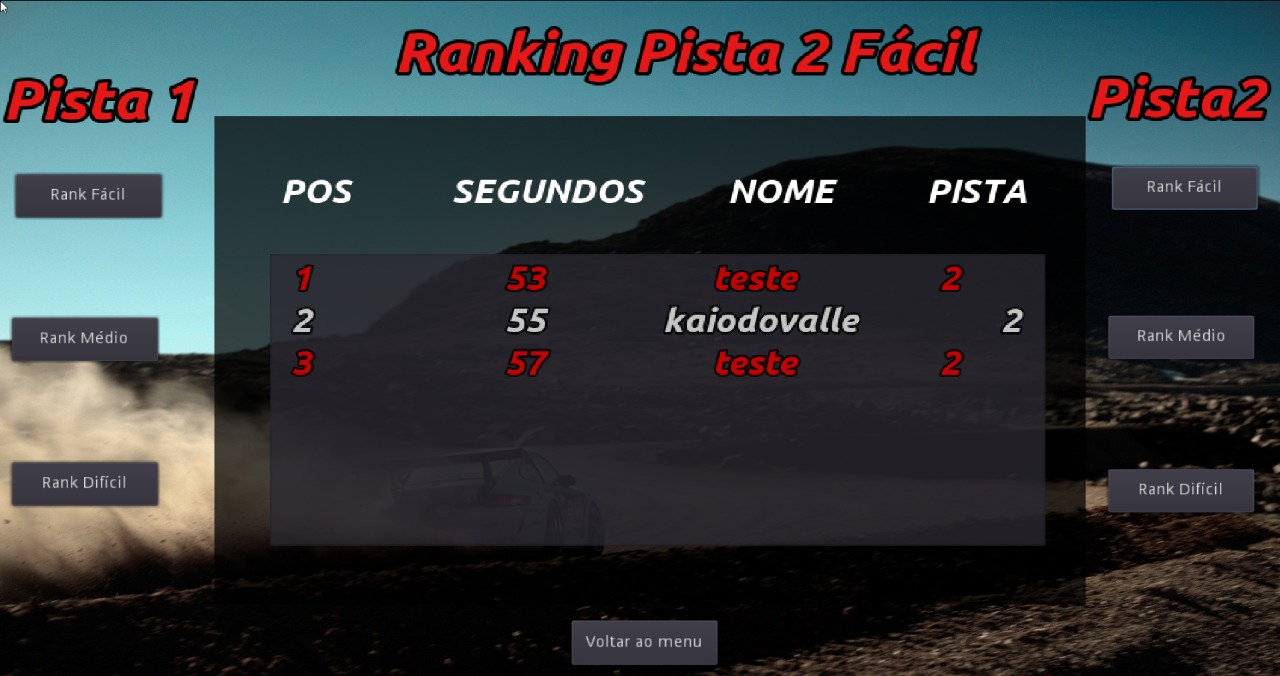 Ranking Pista 2 Fácil
Pista 1
Pista2
Rank Fácil
Rank Médio
Rank Difícil
POS SEGUNDOS NOME PISTA
1 53 teste 2
2 55 kaiodovalle 2
3 57 teste 2
Rank Fácil
Rank Médio
Rank Difícil
Voltar ao menu